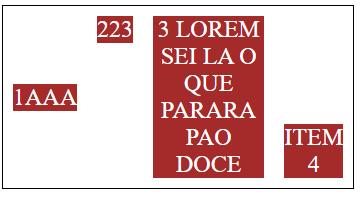 1AAA
223
3 LOREM
SEI LA O
QUE
PARARA
PAO
DOCE
ITEM
4